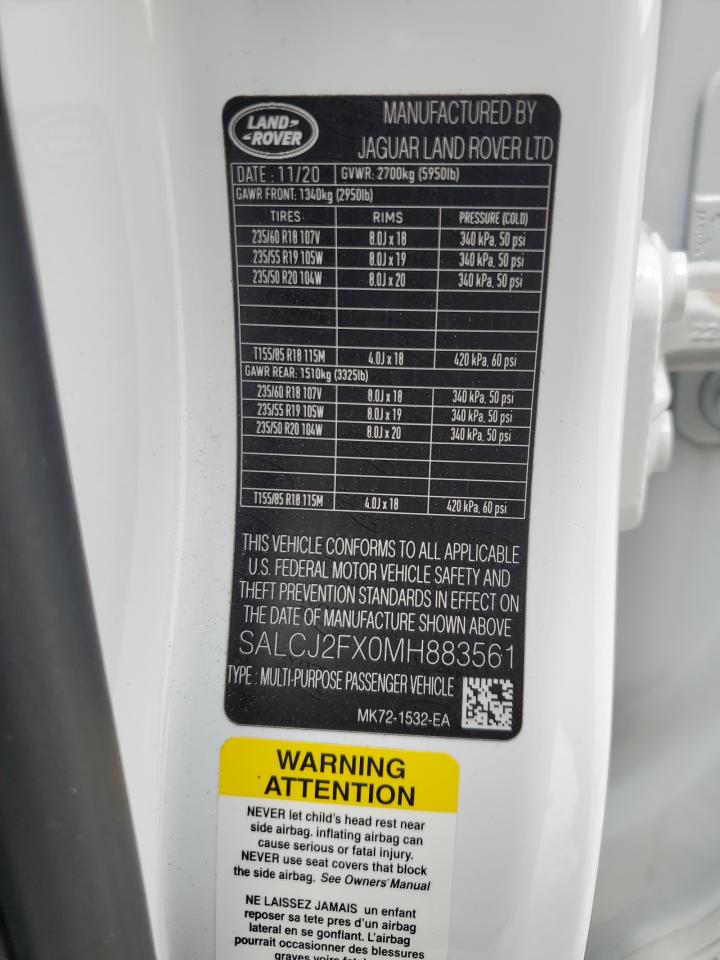 LAND-
-ROVER
MANUFACTURED BY
JAGUAR LAND ROVER LTD
DATE : 11/20 GVWR: 2700kg (5950lb)
GAWR FRONT: 1340kg (2950lb)
TIRES RIMS PRESSURE (COLD)
235/60 R18 107V 8.0J x 18 340 kPa, 50 psi
235/55 R19 105W 8.0J x 19 340 kPa, 50 psi
235/50 R20 104W 8.0J x 20 340 kPa, 50 psi
T155/85 R18 115M 4.0J x 18 420 kPa, 60 psi
GAWR REAR: 1510kg (3325lb)
235/60 R18 107V 8.0J x 18 340 kPa, 50 psi
235/55 R19 105W 8.0J x 19 340 kPa, 50 psi
235/50 R20 104W 8.0J x 20 340 kPa, 50 psi
T155/85 R18 115M 4.0J x 18 420 kPa, 60 psi
THIS VEHICLE CONFORMS TO ALL APPLICABLE
U.S. FEDERAL MOTOR VEHICLE SAFETY AND
THEFT PREVENTION STANDARDS IN EFFECT ON
THE DATE OF MANUFACTURE SHOWN ABOVE
SALCJ2FX0MH883561
TYPE : MULTI-PURPOSE PASSENGER VEHICLE
MK72-1532-EA
WARNING
ATTENTION
NEVER let child's head rest near
side airbag. inflating airbag can
cause serious or fatal injury.
NEVER use seat covers that block
the side airbag. See Owners' Manual
NE LAISSEZ JAMAIS un enfant
reposer sa tete pres d'un airbag
lateral en se gonflant. L'airbag
pourrait occasionner des blessures
graves voire